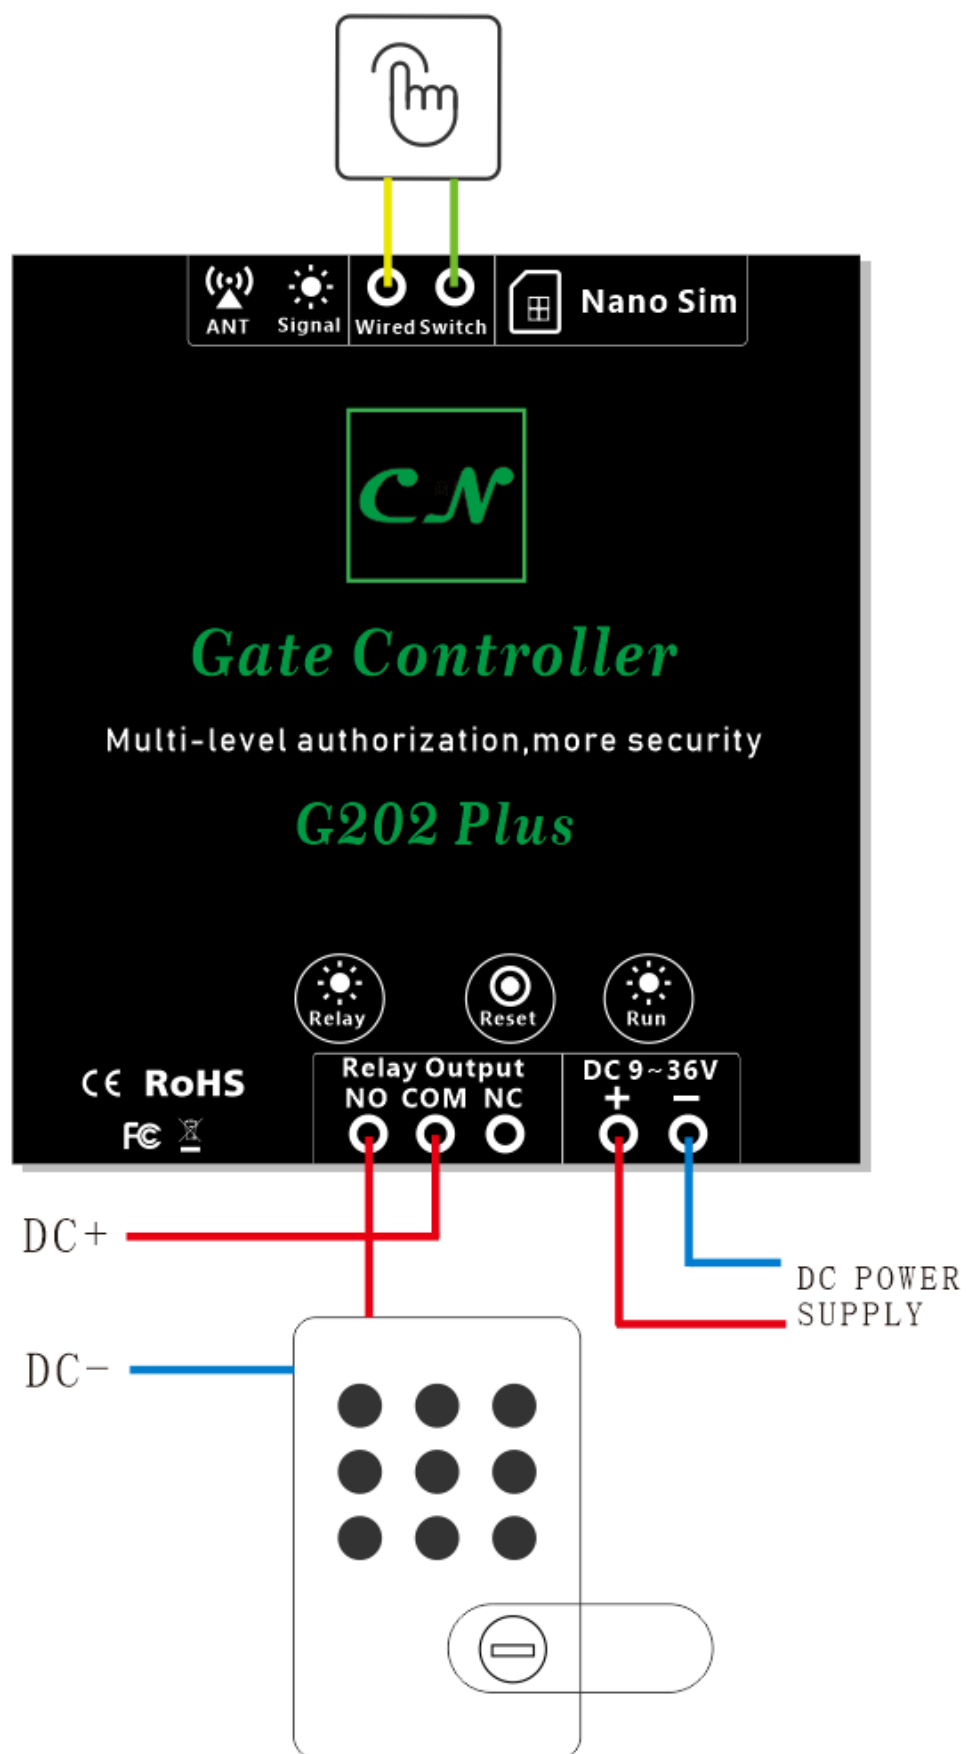 ANT
Signal
Wired Switch
Nano Sim
CN
Gate Controller
Multi-level authorization,more security
G202 Plus
Relay
Reset
Run
CE RoHS
FC
Relay Output
NO COM NC
DC 9~36V
+ −
DC+
DC−
DC POWER
SUPPLY